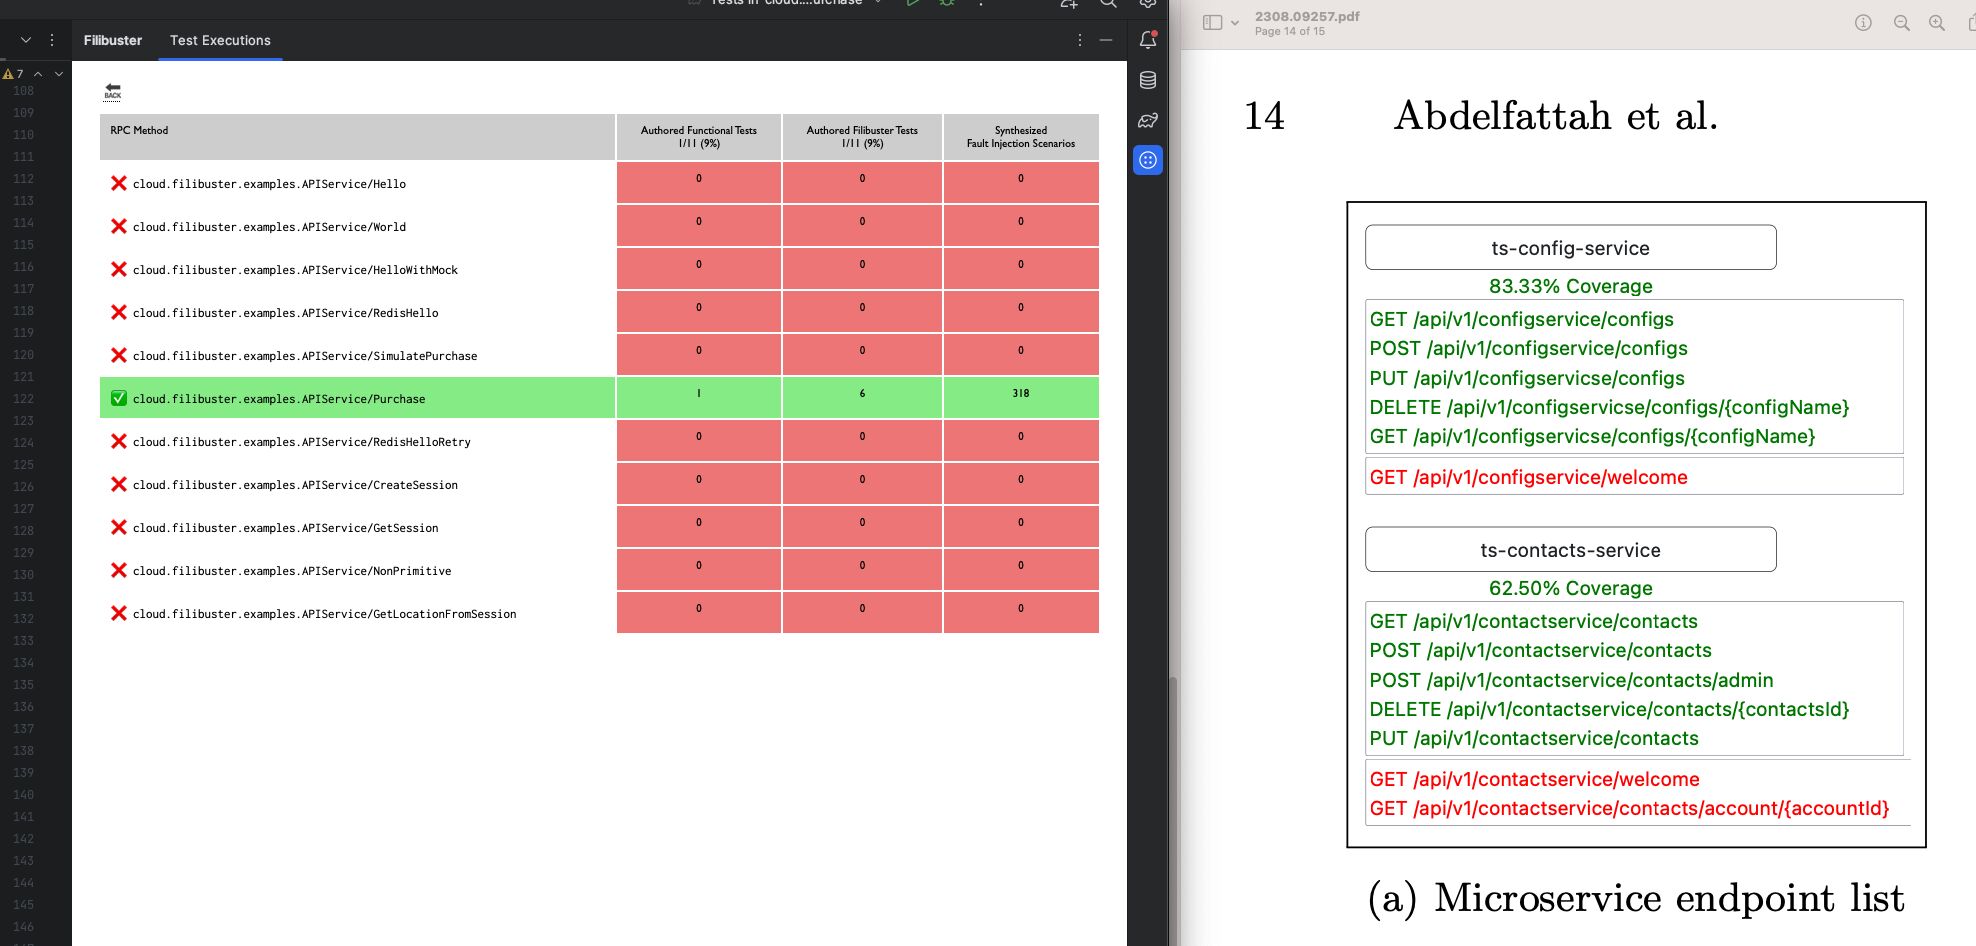 Tests in 'cloud....urchase
Filibuster
Test Executions
7
108
109
110
111
112
113
114
115
116
117
118
119
120
121
122
123
124
125
126
127
128
129
130
131
132
133
134
135
136
137
138
139
140
141
142
143
144
145
146
BACK
RPC Method
Authored Functional Tests
1/11 (9%)
Authored Filibuster Tests
1/11 (9%)
Synthesized
Fault Injection Scenarios
cloud.filibuster.examples.APIService/Hello 0 0 0
cloud.filibuster.examples.APIService/World 0 0 0
cloud.filibuster.examples.APIService/HelloWithMock 0 0 0
cloud.filibuster.examples.APIService/RedisHello 0 0 0
cloud.filibuster.examples.APIService/SimulatePurchase 0 0 0
cloud.filibuster.examples.APIService/Purchase 1 6 318
cloud.filibuster.examples.APIService/RedisHelloRetry 0 0 0
cloud.filibuster.examples.APIService/CreateSession 0 0 0
cloud.filibuster.examples.APIService/GetSession 0 0 0
cloud.filibuster.examples.APIService/NonPrimitive 0 0 0
cloud.filibuster.examples.APIService/GetLocationFromSession 0 0 0
2308.09257.pdf
Page 14 of 15
14 Abdelfattah et al.
ts-config-service
83.33% Coverage
GET /api/v1/configservice/configs
POST /api/v1/configservice/configs
PUT /api/v1/configservicse/configs
DELETE /api/v1/configservicse/configs/{configName}
GET /api/v1/configservicse/configs/{configName}
GET /api/v1/configservice/welcome
ts-contacts-service
62.50% Coverage
GET /api/v1/contactservice/contacts
POST /api/v1/contactservice/contacts
POST /api/v1/contactservice/contacts/admin
DELETE /api/v1/contactservice/contacts/{contactsId}
PUT /api/v1/contactservice/contacts
GET /api/v1/contactservice/welcome
GET /api/v1/contactservice/contacts/account/{accountId}
(a) Microservice endpoint list